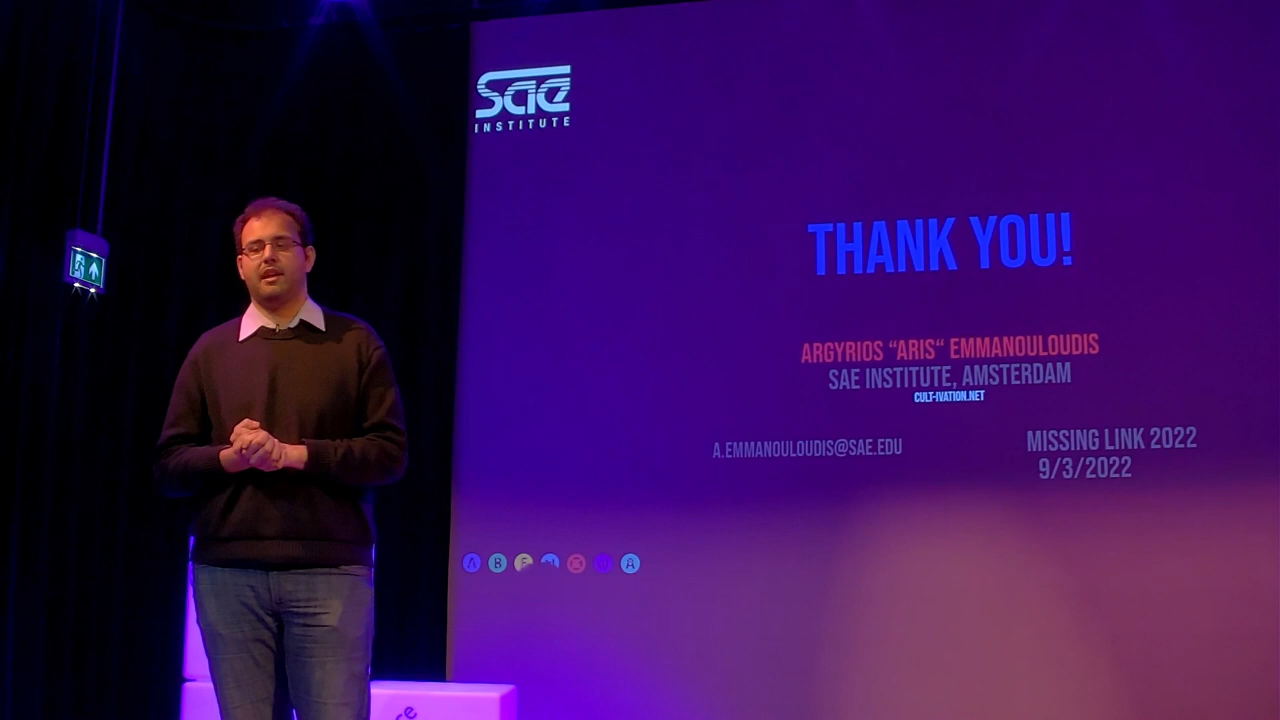 sae
INSTITUTE
THANK YOU!
ARGYRIOS “ARIS“ EMMANOULOUDIS
SAE INSTITUTE, AMSTERDAM
CULT-IVATION.NET
A.EMMANOULOUDIS@SAE.EDU
MISSING LINK 2022
9/3/2022